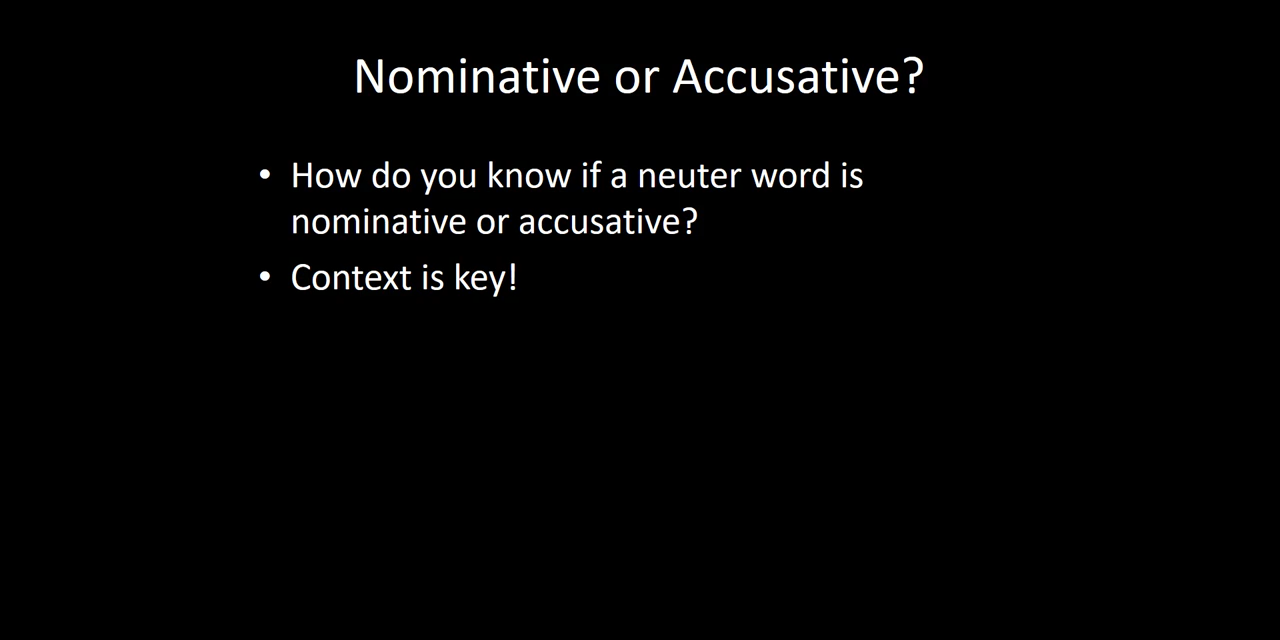 Nominative or Accusative?
• How do you know if a neuter word is
nominative or accusative?
• Context is key!